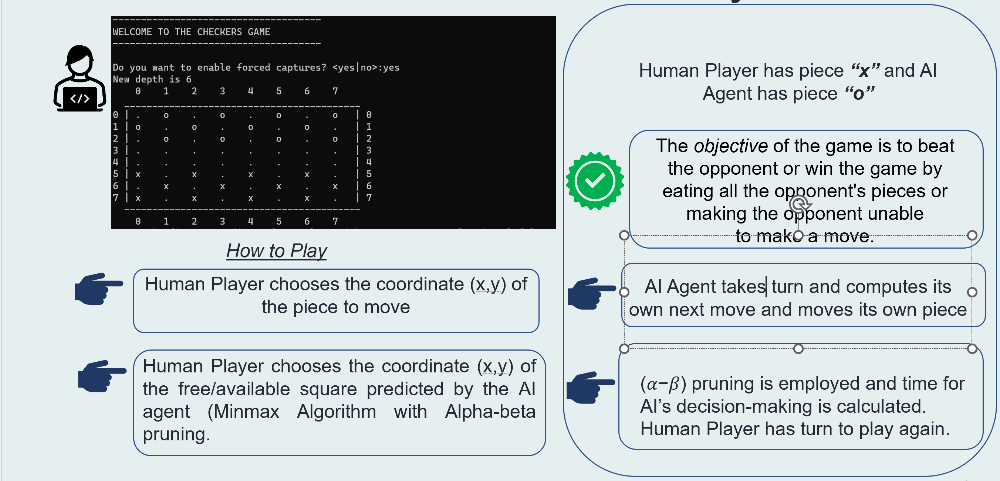 WELCOME TO THE CHECKERS GAME
Do you want to enable forced captures? <yes|no>:yes
New depth is 6
0 1 2 3 4 5 6 7
0 | . o . o . o . o | 0
1 | o . o . o . o . | 1
2 | . o . o . o . o | 2
3 | . . . . . . . . | 3
4 | . . . . . . . . | 4
5 | x . x . x . x . | 5
6 | . x . x . x . x | 6
7 | x . x . x . x . | 7
0 1 2 3 4 5 6 7
</>
How to Play
Human Player chooses the coordinate (x,y) of
the piece to move
Human Player chooses the coordinate (x,y) of
the free/available square predicted by the AI
agent (Minmax Algorithm with Alpha-beta
pruning.
Human Player has piece “x” and AI
Agent has piece “o”
The objective of the game is to beat
the opponent or win the game by
eating all the opponent's pieces or
making the opponent unable
to make a move.
AI Agent takes turn and computes its
own next move and moves its own piece
(α−β) pruning is employed and time for
AI’s decision-making is calculated.
Human Player has turn to play again.